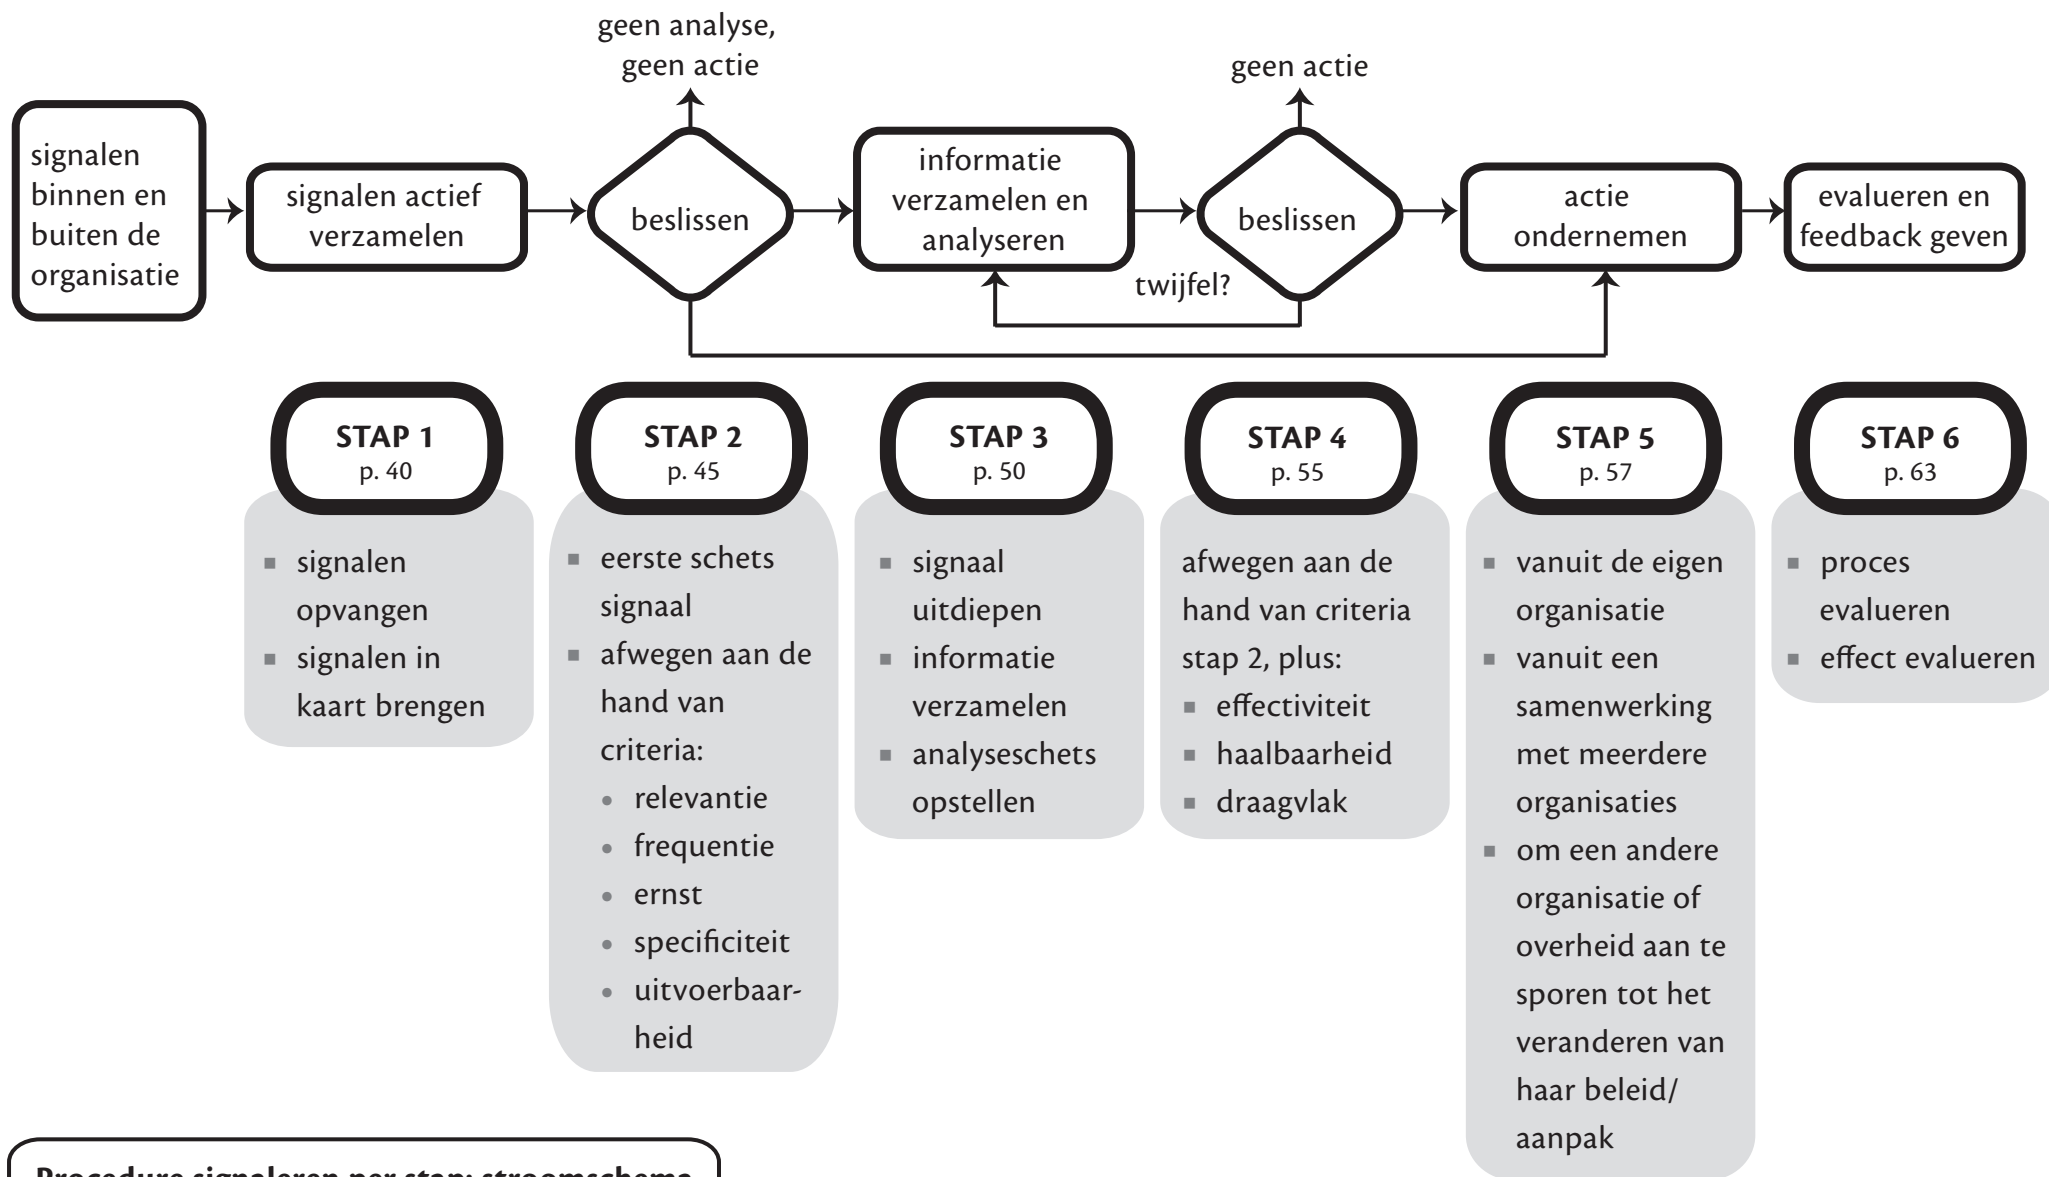 geen analyse,
geen actie
geen actie
signalen
binnen en
buiten de
organisatie
signalen actief
verzamelen
beslissen
informatie
verzamelen en
analyseren
beslissen
actie
ondernemen
evalueren en
feedback geven
twijfel?
STAP 1
p. 40
signalen
opvangen
signalen in
kaart brengen
STAP 2
p. 45
eerste schets
signaal
afwegen aan de
hand van
criteria:
relevantie
frequentie
ernst
specificiteit
uitvoerbaar-
heid
STAP 3
p. 50
signaal
uitdiepen
informatie
verzamelen
analyseschets
opstellen
STAP 4
p. 55
afwegen aan de
hand van criteria
stap 2, plus:
effectiviteit
haalbaarheid
draagvlak
STAP 5
p. 57
vanuit de eigen
organisatie
vanuit een
samenwerking
met meerdere
organisaties
om een andere
organisatie of
overheid aan te
sporen tot het
veranderen van
haar beleid/
aanpak
STAP 6
p. 63
proces
evalueren
effect evalueren
Procedure signaleren per stap: stroomschema